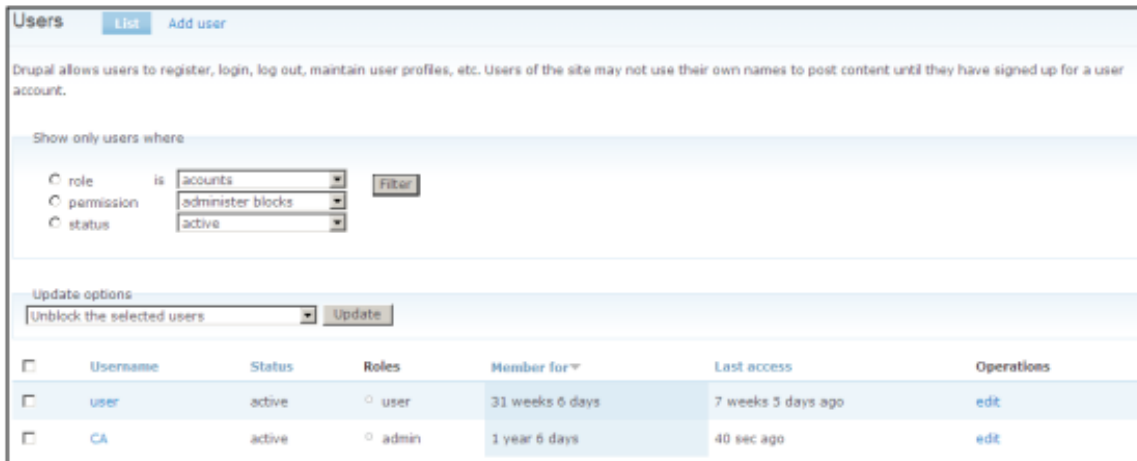 Users List Add user
Drupal allows users to register, login, log out, maintain user profiles, etc. Users of the site may not use their own names to post content until they have signed up for a user
account.
Show only users where
role is acounts Filter
permission administer blocks
status active
Update options
Unblock the selected users Update
Username Status Roles Member for Last access Operations
user active user 31 weeks 6 days 7 weeks 5 days ago edit
CA active admin 1 year 6 days 40 sec ago edit